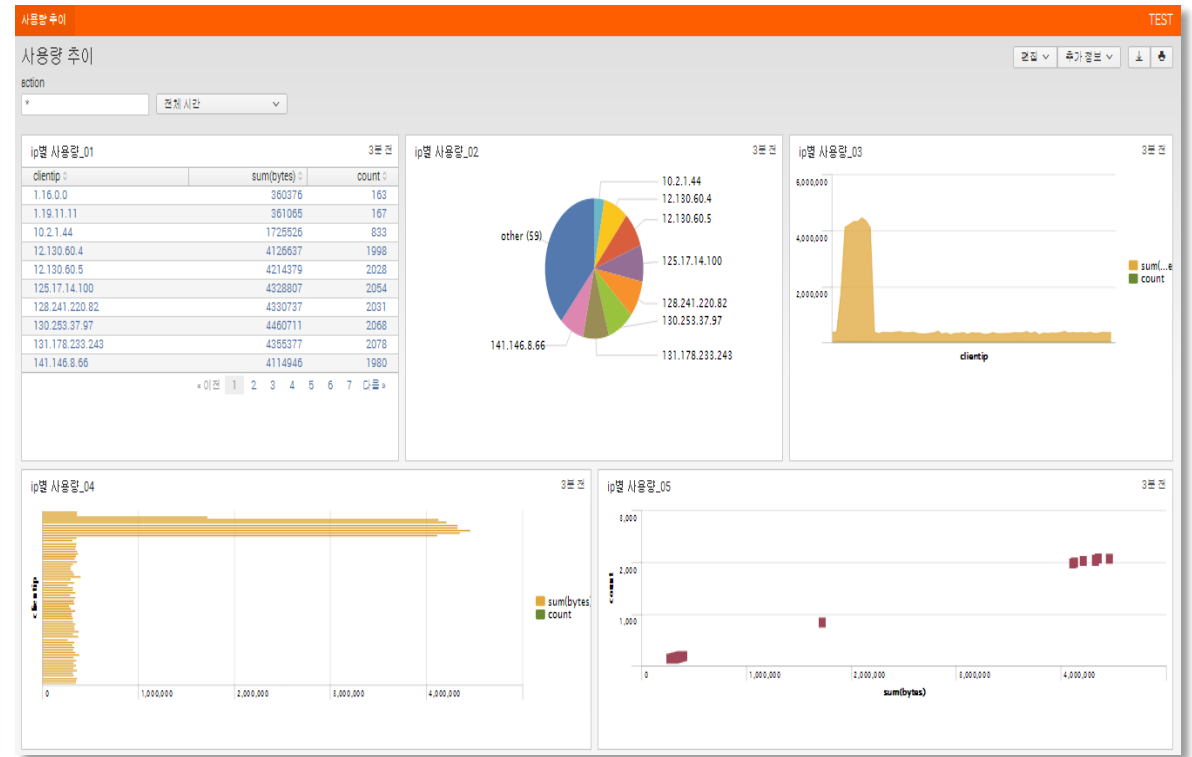 사용량 추이
TEST
사용량 추이
편집 추가 정보
action
*
전체 시간
ip별 사용량_01
3분 전
clientip sum(bytes) count
1.16.0.0 360376 163
1.19.11.11 361065 167
10.2.1.44 1725526 833
12.130.60.4 4126637 1998
12.130.60.5 4214379 2028
125.17.14.100 4328807 2054
128.241.220.82 4330737 2031
130.253.37.97 4460711 2068
131.178.233.243 4355377 2078
141.146.8.66 4114946 1980
« 이전 1 2 3 4 5 6 7 다음 »
ip별 사용량_02
3분 전
10.2.1.44
12.130.60.4
12.130.60.5
other (59)
125.17.14.100
128.241.220.82
130.253.37.97
141.146.8.66
131.178.233.243
ip별 사용량_03
3분 전
6,000,000
4,000,000
2,000,000
clientip
sum(...e
count
ip별 사용량_04
3분 전
clientip
0 1,000,000 2,000,000 3,000,000 4,000,000
sum(bytes)
count
ip별 사용량_05
3분 전
3,000
2,000
1,000
count
0 1,000,000 2,000,000 3,000,000 4,000,000
sum(bytes)